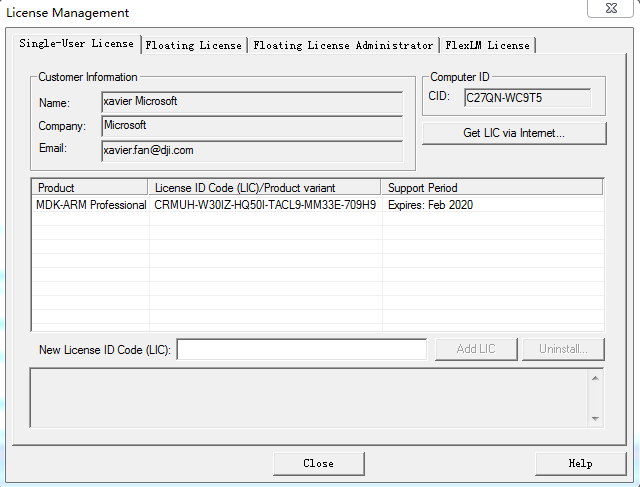 License Management
Single-User License Floating License Floating License Administrator FlexLM License
Customer Information
Name: xavier Microsoft
Company: Microsoft
Email: xavier.fan@dji.com
Computer ID
CID: C27QN-WC9T5
Get LIC via Internet...
Product License ID Code (LIC)/Product variant Support Period
MDK-ARM Professional CRMUH-W30IZ-HQ50I-TACL9-MM33E-709H9 Expires: Feb 2020
New License ID Code (LIC): Add LIC Uninstall...
Close Help